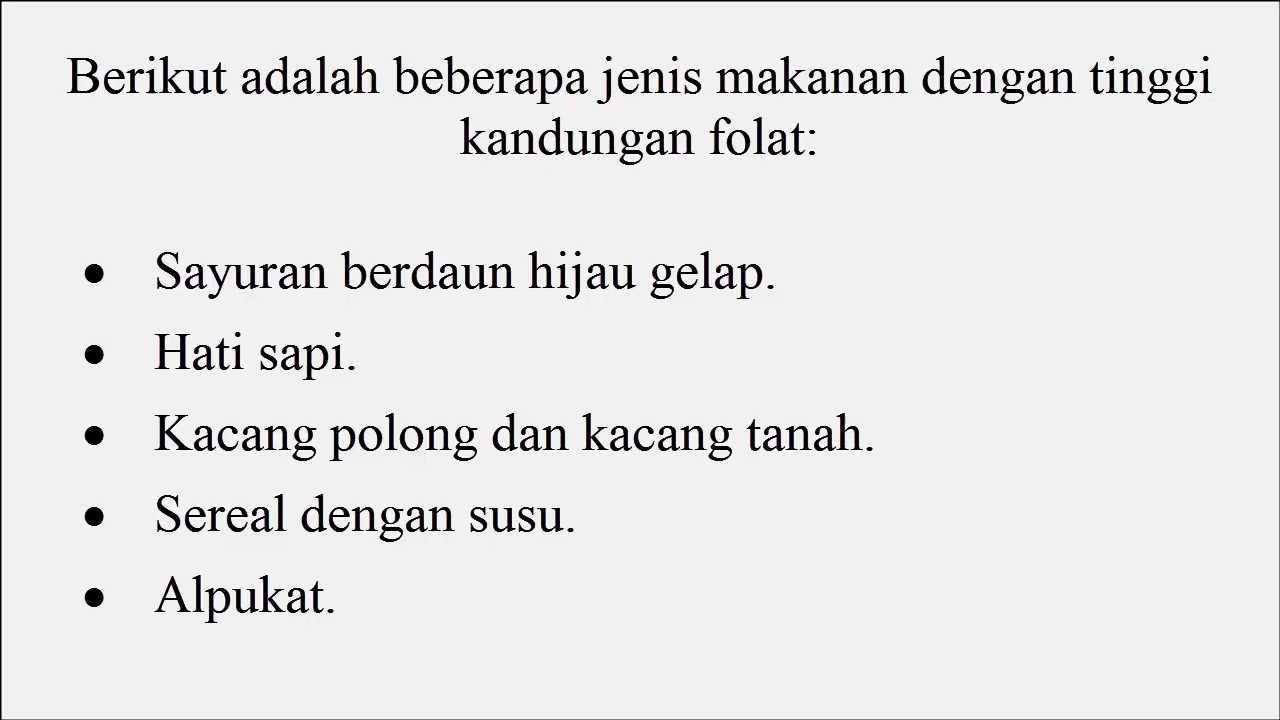 Berikut adalah beberapa jenis makanan dengan tinggi
kandungan folat:
• Sayuran berdaun hijau gelap.
• Hati sapi.
• Kacang polong dan kacang tanah.
• Sereal dengan susu.
• Alpukat.